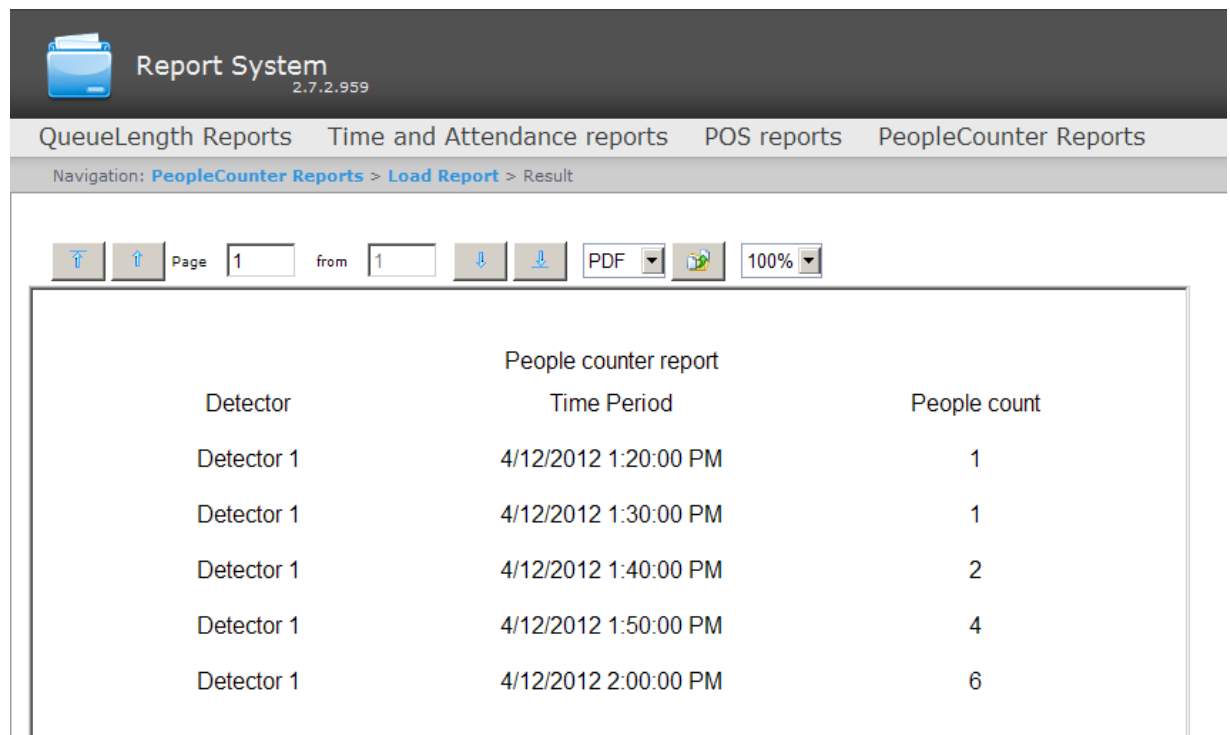 Report System
2.7.2.959
QueueLength Reports Time and Attendance reports POS reports PeopleCounter Reports
Navigation: PeopleCounter Reports > Load Report > Result
Page 1 from 1 PDF 100%
People counter report
Detector Time Period People count
Detector 1 4/12/2012 1:20:00 PM 1
Detector 1 4/12/2012 1:30:00 PM 1
Detector 1 4/12/2012 1:40:00 PM 2
Detector 1 4/12/2012 1:50:00 PM 4
Detector 1 4/12/2012 2:00:00 PM 6